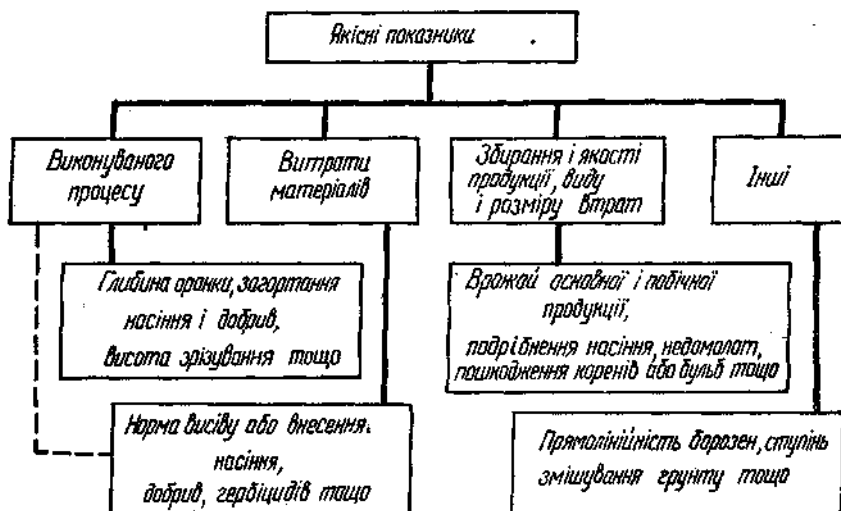 Якісні показники
Виконуваного
процесу
Витрати
матеріалів
Збирання і якості
продукції, виду
і розміру втрат
Інші
Глибина оранки, загортання
насіння і добрив,
висота зрізування тощо
Врожай основної і побічної
продукції,
подрібнення насіння, недомолот,
пошкодження коренів або бульб тощо
Норма висіву або внесення
насіння,
добрив, гербіцидів тощо
Прямолінійність борозен, ступінь
змішування грунту тощо